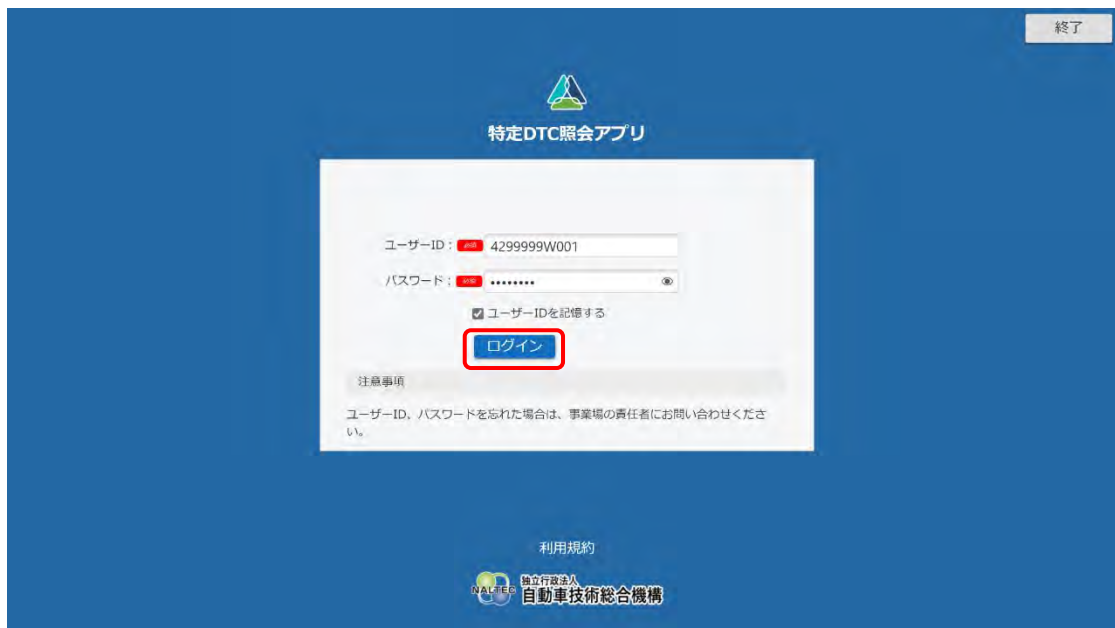 終了
特定DTC照会アプリ
ユーザーID： 必須 4299999W001
パスワード： 必須 ••••••••
ユーザーIDを記憶する
ログイン
注意事項
ユーザーID、パスワードを忘れた場合は、事業場の責任者にお問い合わせくださ
い。
利用規約
NALTEC 独立行政法人
自動車技術総合機構